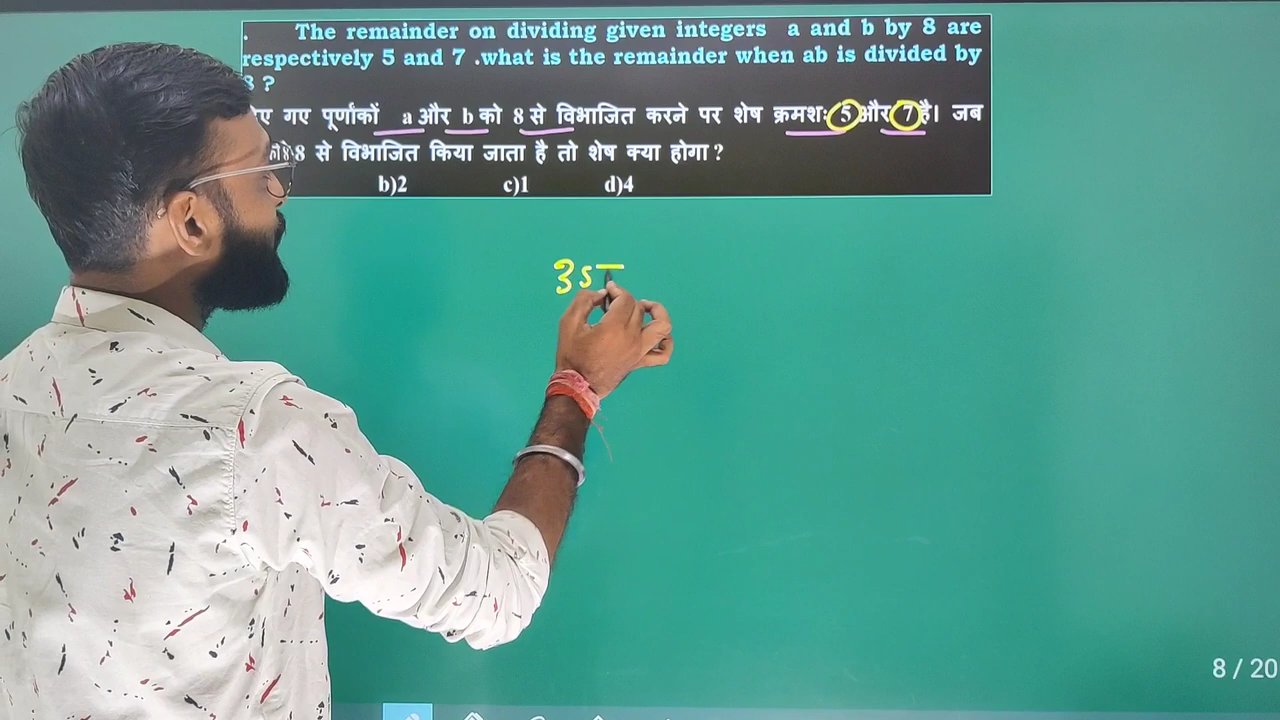 . The remainder on dividing given integers a and b by 8 are
respectively 5 and 7 .what is the remainder when ab is divided by
8 ?
गए पूर्णांकों a और b को 8 से विभाजित करने पर शेष क्रमशः 5 और 7 है। जब
8 से विभाजित किया जाता है तो शेष क्या होगा ?
b)2 c)1 d)4
35
8 / 20